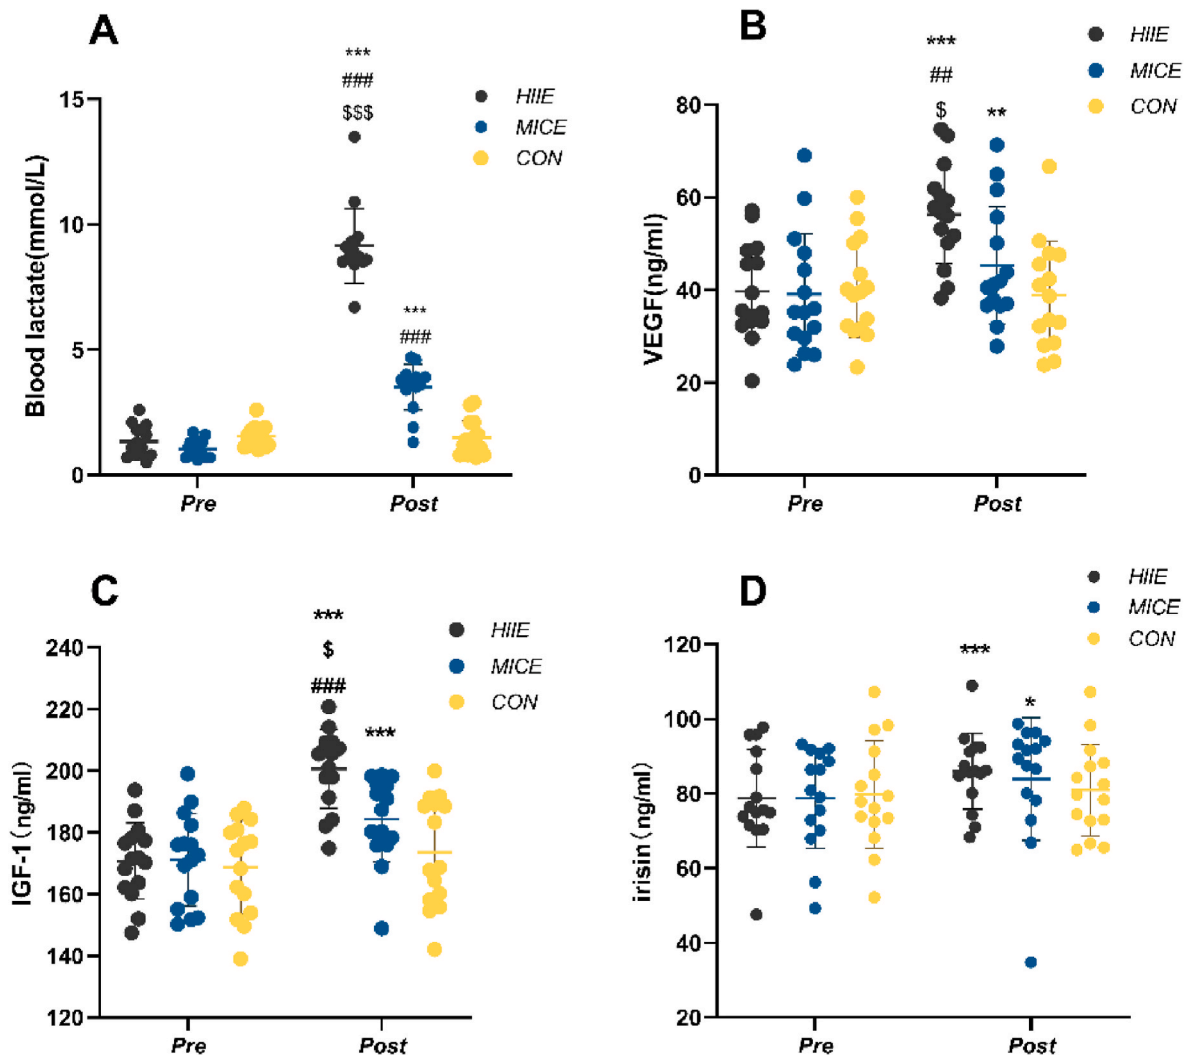 A
***
###
$$$
HIIE
MICE
CON
Blood lactate(mmol/L)
15
10
5
0
***
###
Pre
Post
B
***
##
$
**
HIIE
MICE
CON
VEGF(ng/ml)
80
60
40
20
0
Pre
Post
C
***
$
###
***
HIIE
MICE
CON
IGF-1（ng/ml）
240
220
200
180
160
140
120
Pre
Post
D
***
*
HIIE
MICE
CON
irisin（ng/ml）
120
100
80
60
40
20
Pre
Post